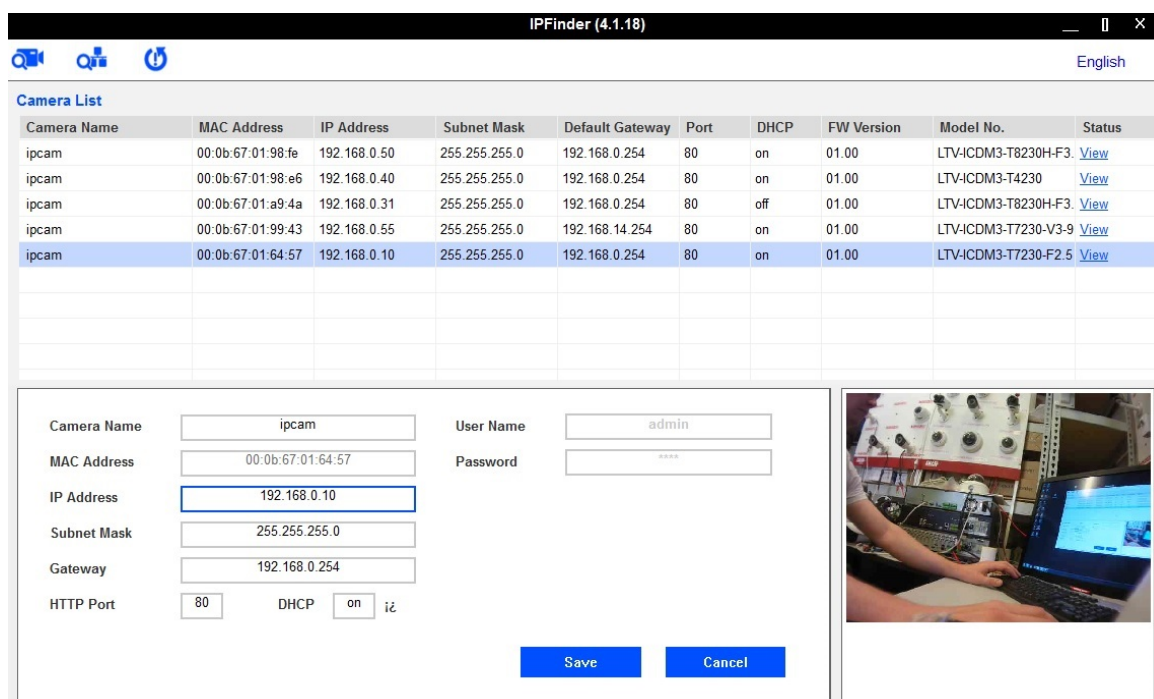 IPFinder (4.1.18)
English
Camera List
Camera Name MAC Address IP Address Subnet Mask Default Gateway Port DHCP FW Version Model No. Status
ipcam 00:0b:67:01:98:fe 192.168.0.50 255.255.255.0 192.168.0.254 80 on 01.00 LTV-ICDM3-T8230H-F3. View
ipcam 00:0b:67:01:98:e6 192.168.0.40 255.255.255.0 192.168.0.254 80 on 01.00 LTV-ICDM3-T4230 View
ipcam 00:0b:67:01:a9:4a 192.168.0.31 255.255.255.0 192.168.0.254 80 off 01.00 LTV-ICDM3-T8230H-F3. View
ipcam 00:0b:67:01:99:43 192.168.0.55 255.255.255.0 192.168.14.254 80 on 01.00 LTV-ICDM3-T7230-V3-9 View
ipcam 00:0b:67:01:64:57 192.168.0.10 255.255.255.0 192.168.0.254 80 on 01.00 LTV-ICDM3-T7230-F2.5 View
Camera Name ipcam User Name admin
MAC Address 00:0b:67:01:64:57 Password ****
IP Address 192.168.0.10
Subnet Mask 255.255.255.0
Gateway 192.168.0.254
HTTP Port 80 DHCP on ¡¿
Save Cancel